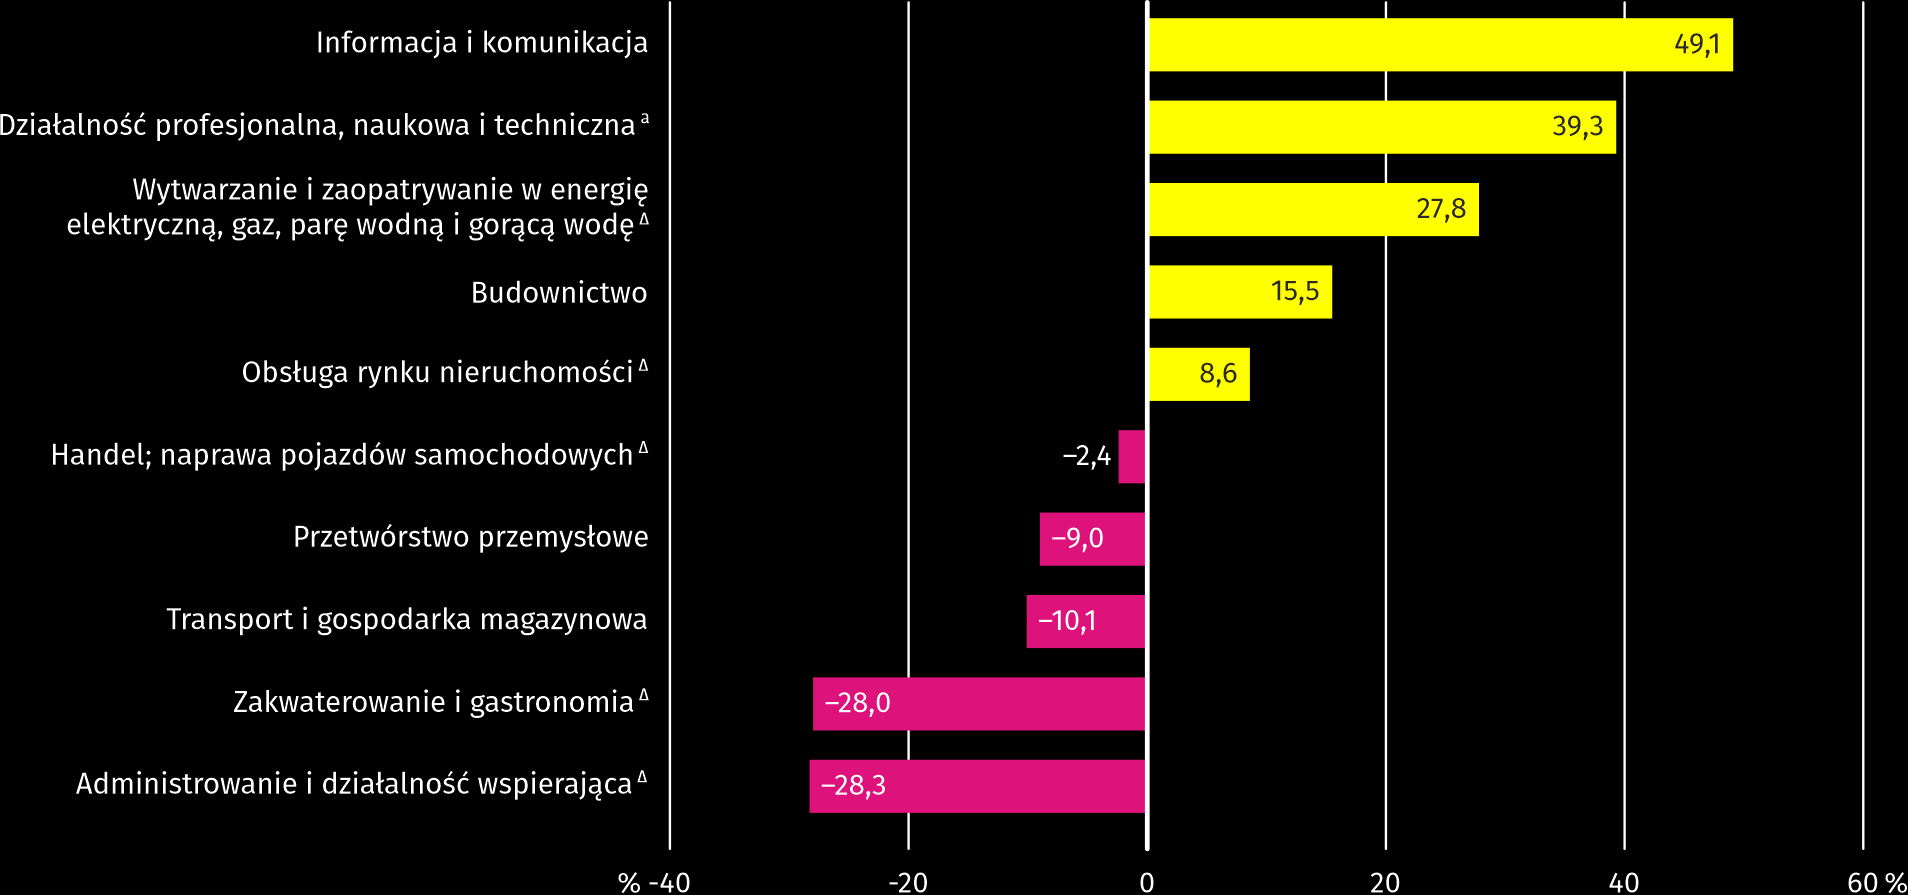 Informacja i komunikacja
49,1
Działalność profesjonalna, naukowa i techniczna a
39,3
Wytwarzanie i zaopatrywanie w energię
elektryczną, gaz, parę wodną i gorącą wodę Δ
27,8
Budownictwo
15,5
Obsługa rynku nieruchomości Δ
8,6
Handel; naprawa pojazdów samochodowych Δ
–2,4
Przetwórstwo przemysłowe
–9,0
Transport i gospodarka magazynowa
–10,1
Zakwaterowanie i gastronomia Δ
–28,0
Administrowanie i działalność wspierająca Δ
–28,3
% -40 -20 0 20 40 60 %